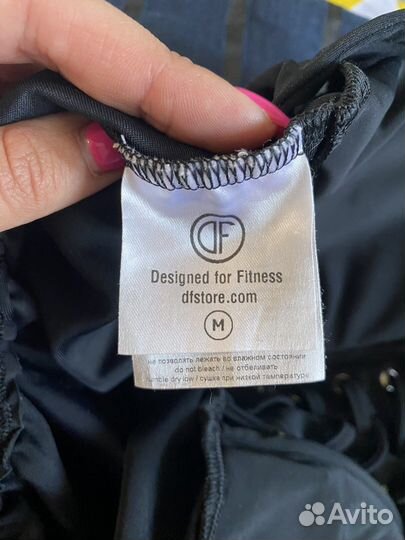 DF
Designed for Fitness
dfstore.com
M
не позволять лежать во влажном состоянии
do not bleach / не отбеливать
tumble dry low / сушка при низкой температуре
Avito